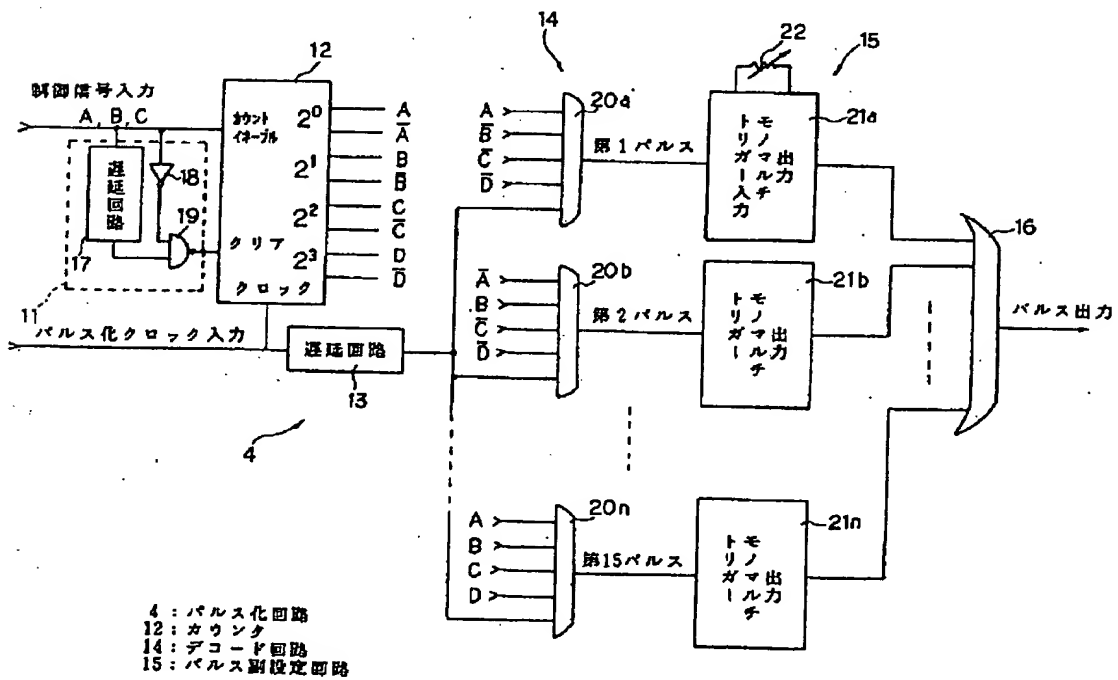 12
14
22
15
制御信号入力
A, B, C
カウント
イネーブル
2⁰
A
A̅
2¹
B
B̅
2²
C
C̅
2³
D
D̅
クリア
クロック
遅延回路
17
18
19
11
パルス化クロック入力
遅延回路
13
4
A
B̅
C̅
D̅
20a
第1パルス
モノマルチ
トリガー入力
出力
21a
A̅
B
C̅
D̅
20b
第2パルス
モノマルチ
トリガー
出力
21b
A
B
C
D
20n
第15パルス
モノマルチ
トリガー
出力
21n
16
パルス出力
4:パルス化回路
12:カウンタ
14:デコード回路
15:パルス副設定回路